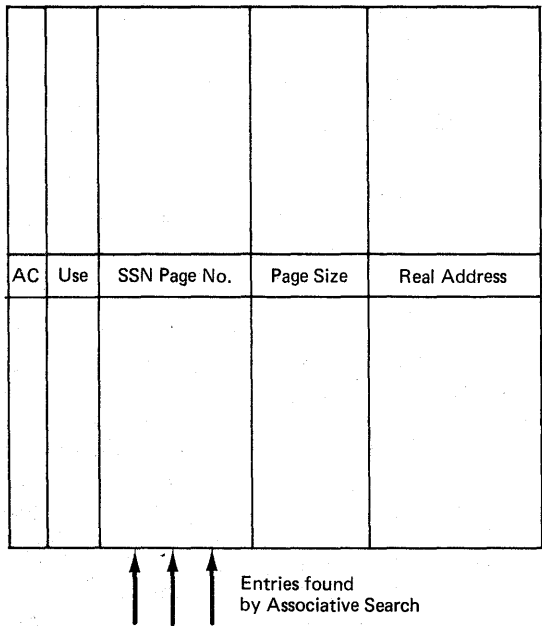 AC Use SSN Page No. Page Size Real Address
Entries found
by Associative Search